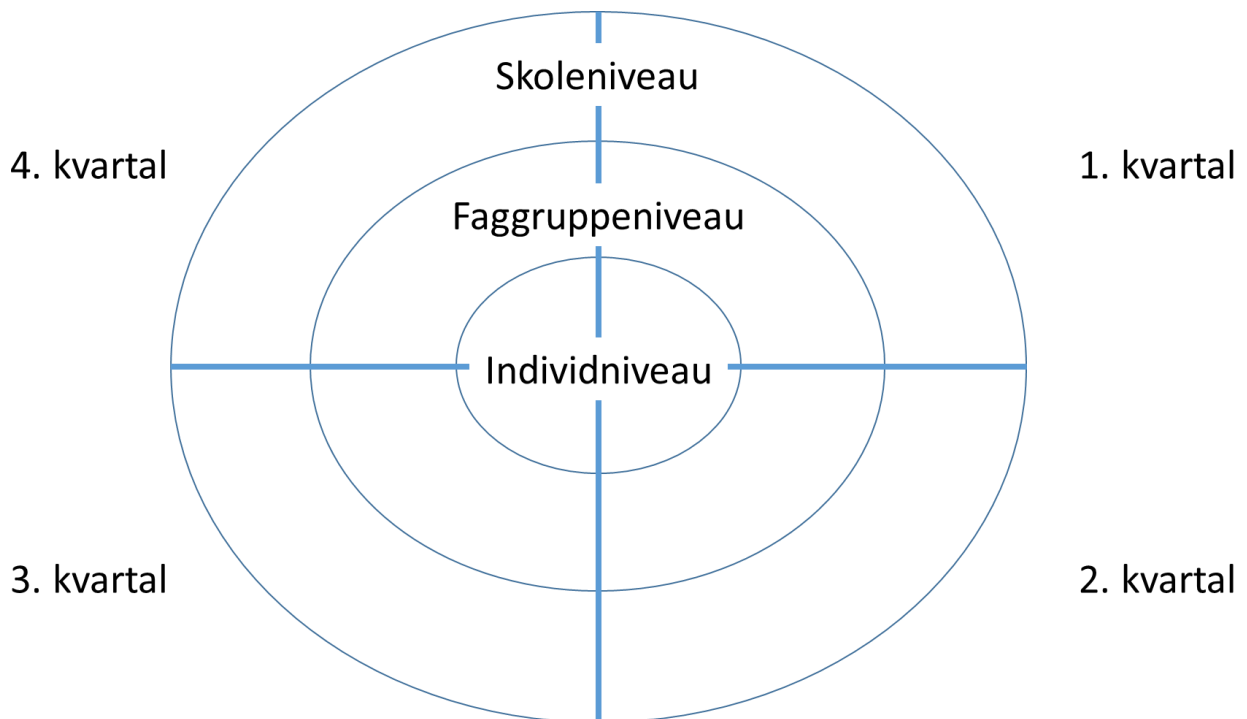 Skoleniveau
4. kvartal
1. kvartal
Faggruppeniveau
Individniveau
3. kvartal
2. kvartal